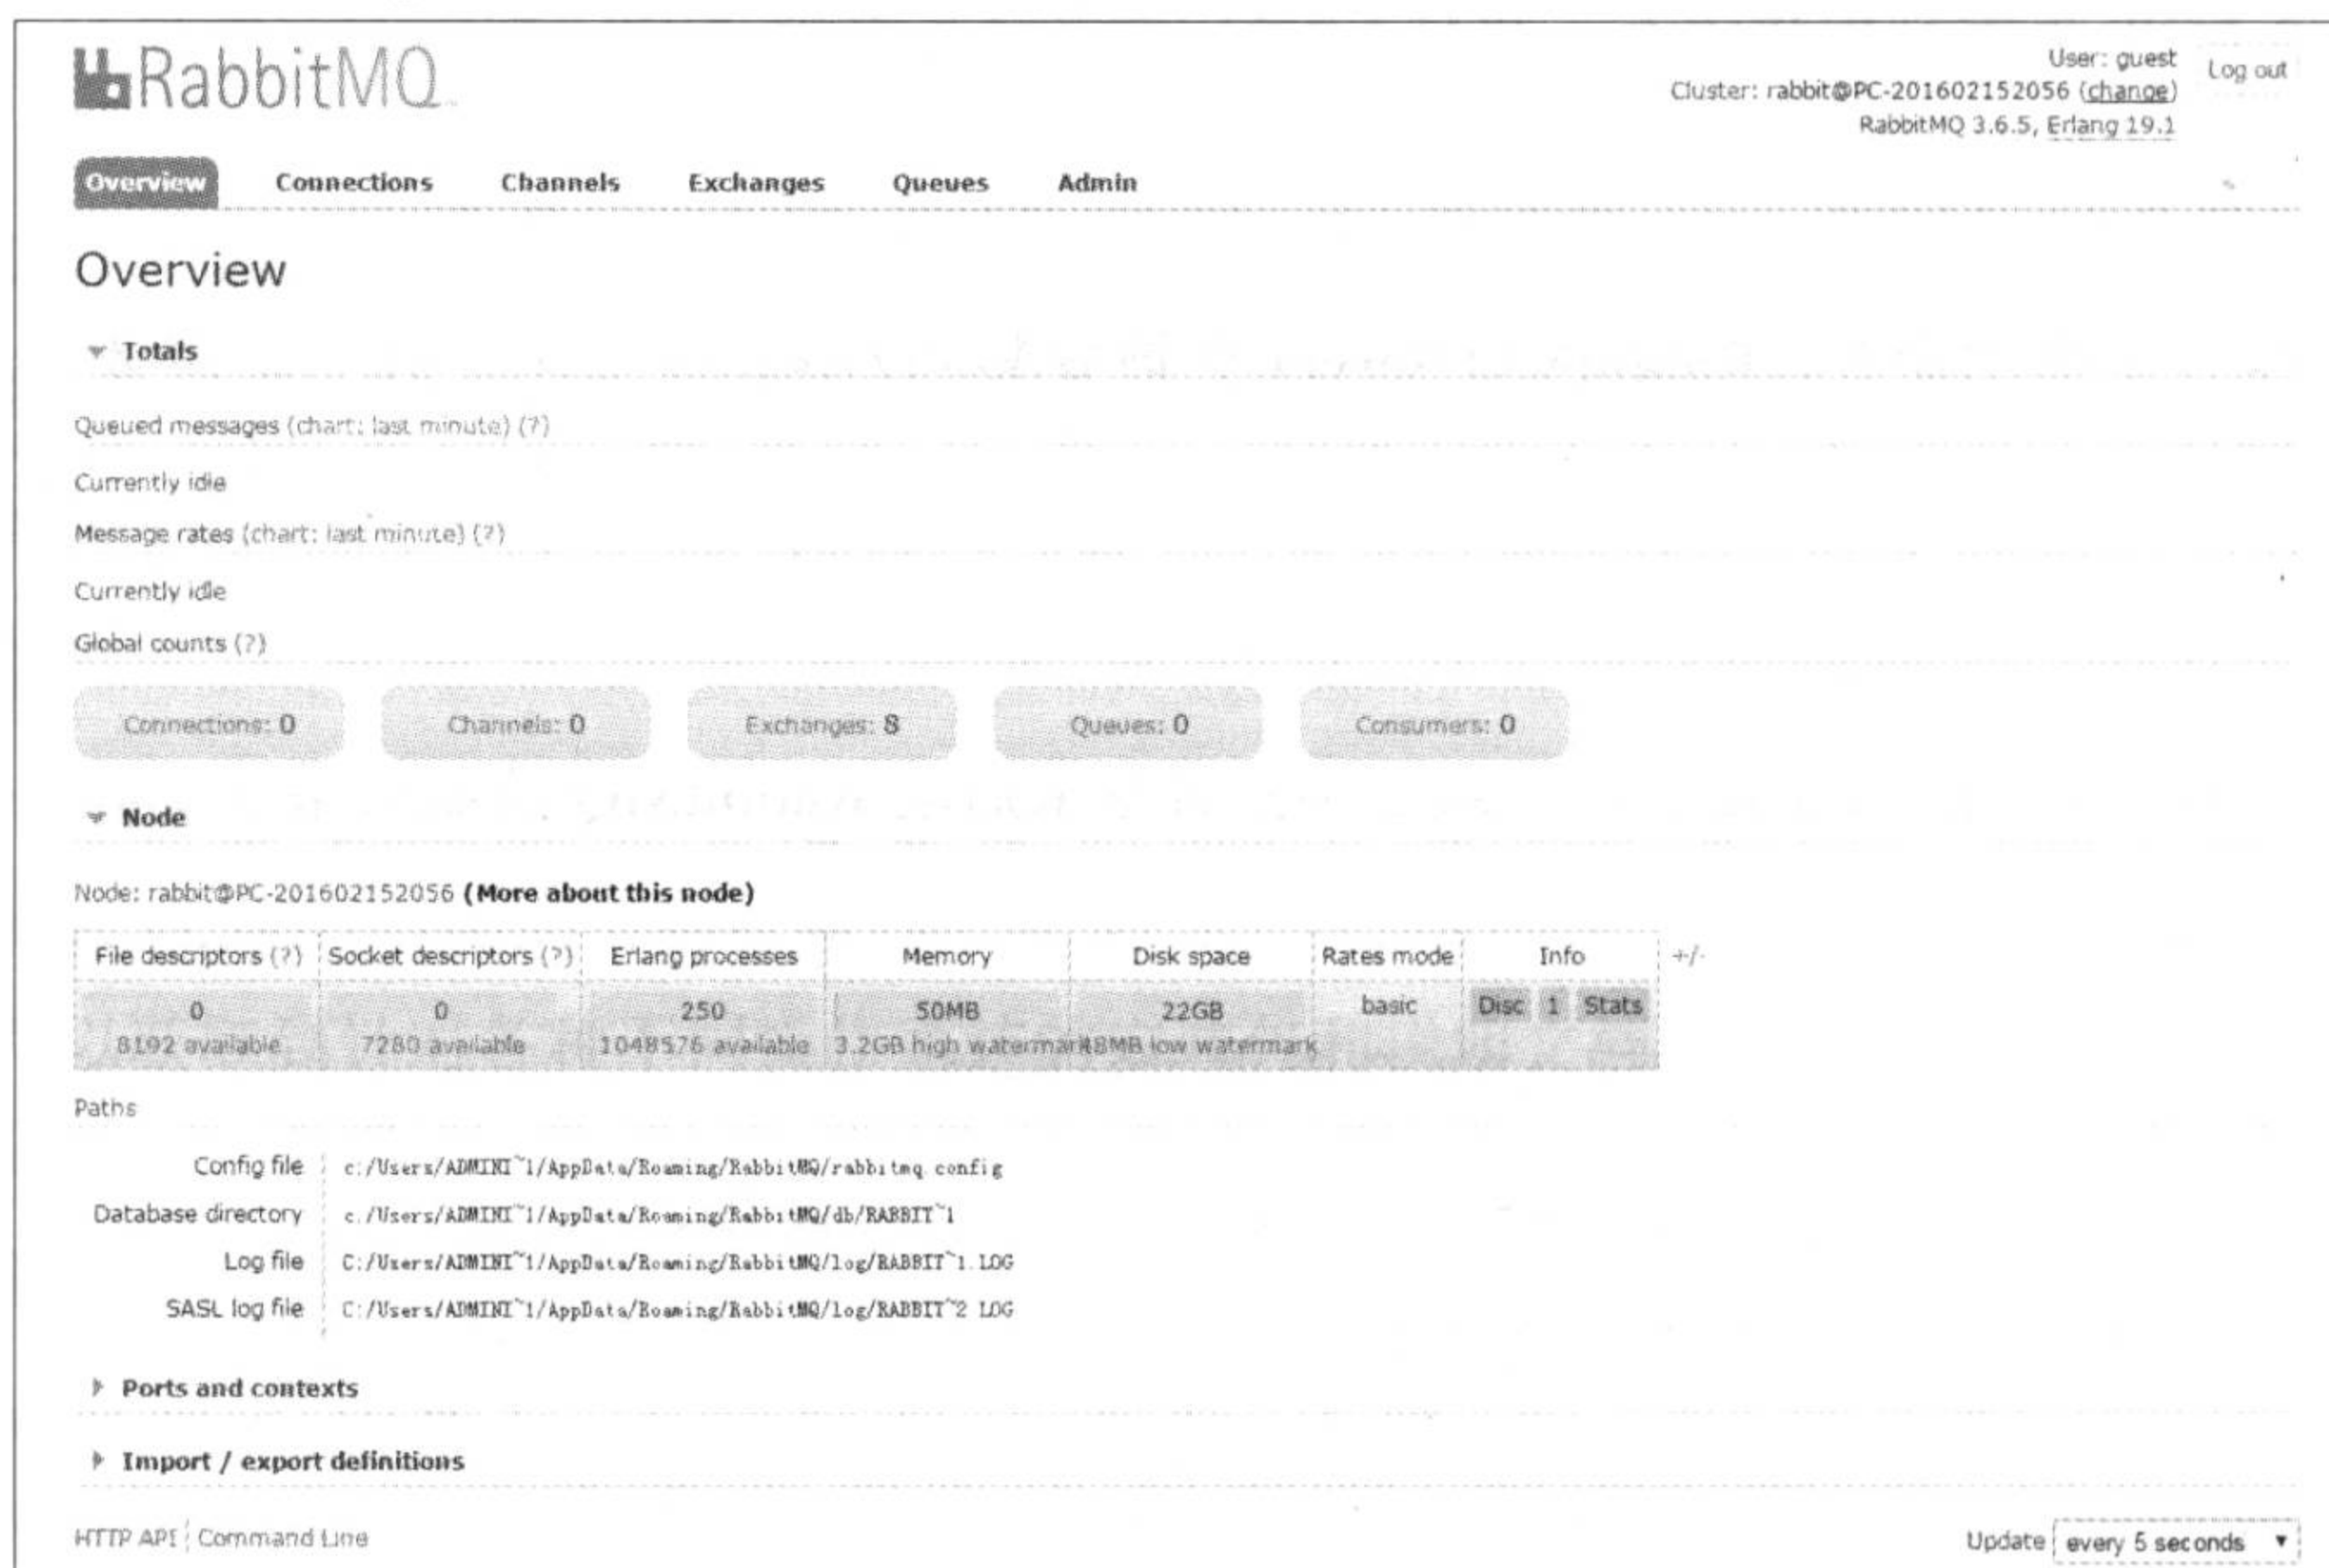 RabbitMQ
User: guest
Log out
Cluster: rabbit@PC-201602152056 (change)
RabbitMQ 3.6.5, Erlang 19.1
Overview Connections Channels Exchanges Queues Admin
Overview
Totals
Queued messages (chart: last minute) (?)
Currently idle
Message rates (chart: last minute) (?)
Currently idle
Global counts (?)
Connections: 0 Channels: 0 Exchanges: 8 Queues: 0 Consumers: 0
Node
Node: rabbit@PC-201602152056 (More about this node)
File descriptors (?) Socket descriptors (?) Erlang processes Memory Disk space Rates mode Info +/-
0 0 250 50MB 22GB basic Disc 1 Stats
8192 available 7280 available 1048576 available 3.2GB high watermark 48MB low watermark
Paths
Config file c:/Users/ADMINI~1/AppData/Roaming/RabbitMQ/rabbitmq.config
Database directory c:/Users/ADMINI~1/AppData/Roaming/RabbitMQ/db/RABBIT~1
Log file C:/Users/ADMINI~1/AppData/Roaming/RabbitMQ/log/RABBIT~1.LOG
SASL log file C:/Users/ADMINI~1/AppData/Roaming/RabbitMQ/log/RABBIT~2.LOG
Ports and contexts
Import / export definitions
HTTP API Command Line
Update every 5 seconds